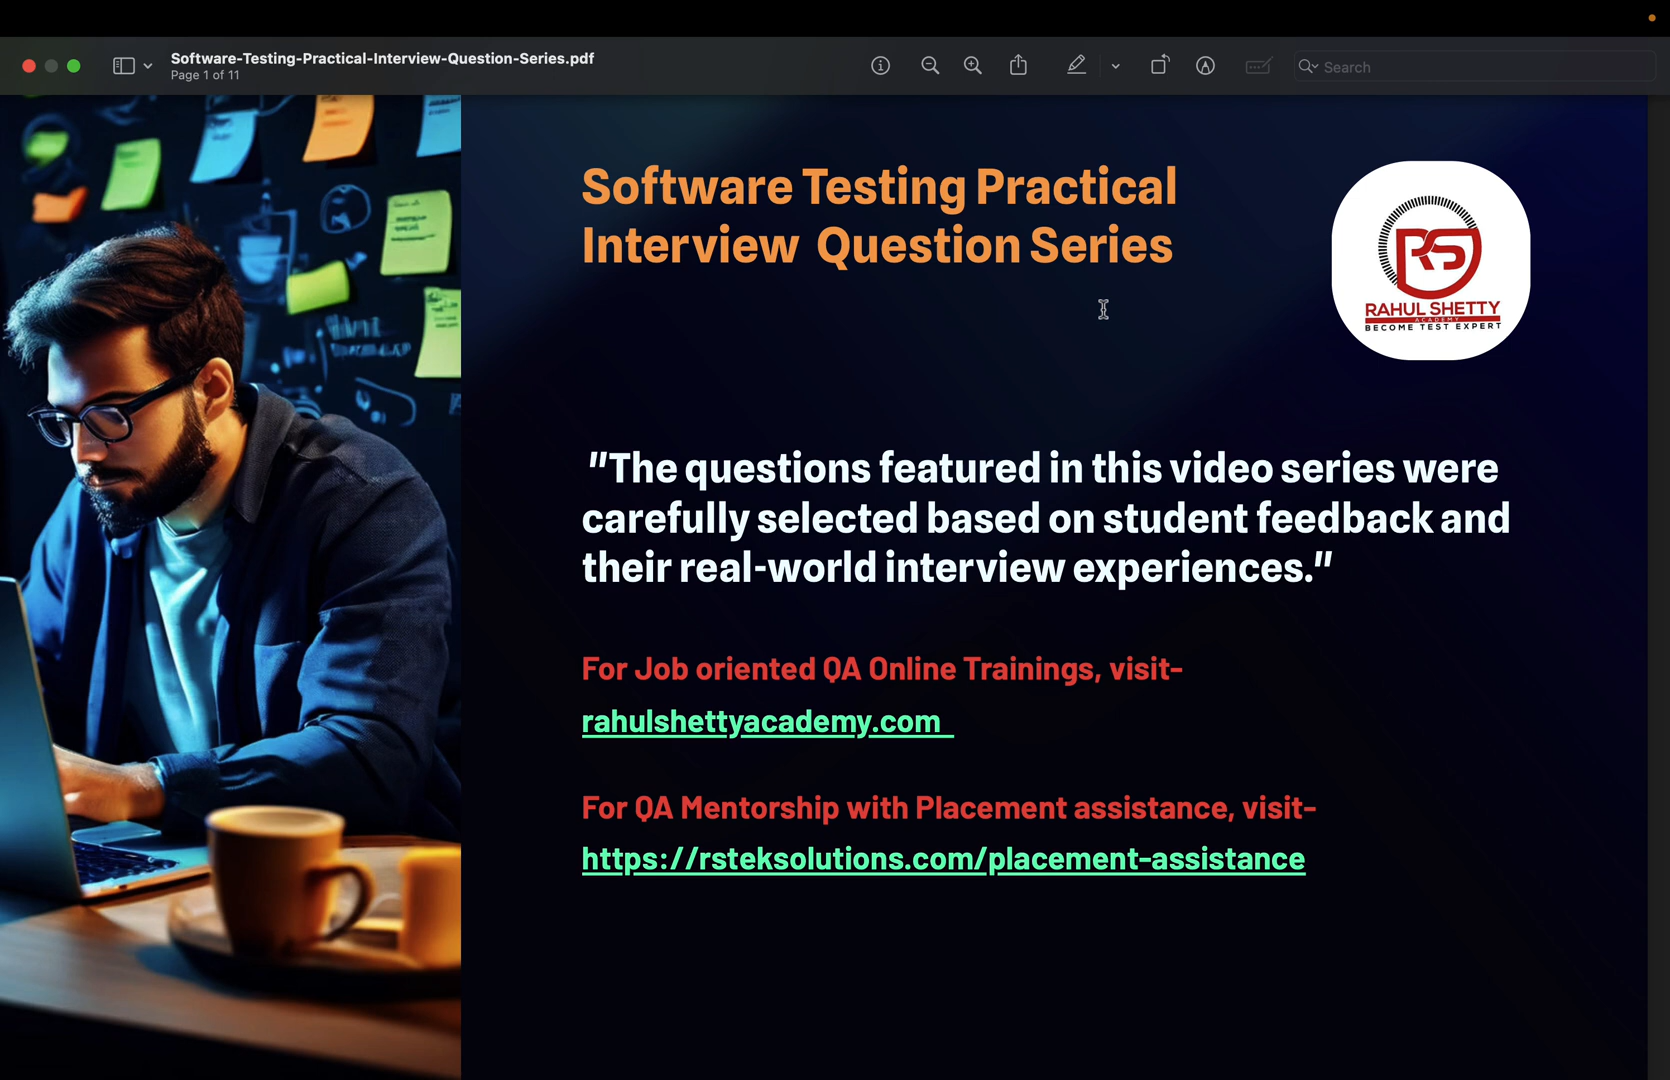 Software-Testing-Practical-Interview-Question-Series.pdf
Page 1 of 11
Search
Software Testing Practical
Interview Question Series
RS
RAHUL SHETTY
ACADEMY
BECOME TEST EXPERT
"The questions featured in this video series were
carefully selected based on student feedback and
their real-world interview experiences."
For Job oriented QA Online Trainings, visit-
rahulshettyacademy.com
For QA Mentorship with Placement assistance, visit-
https://rsteksolutions.com/placement-assistance